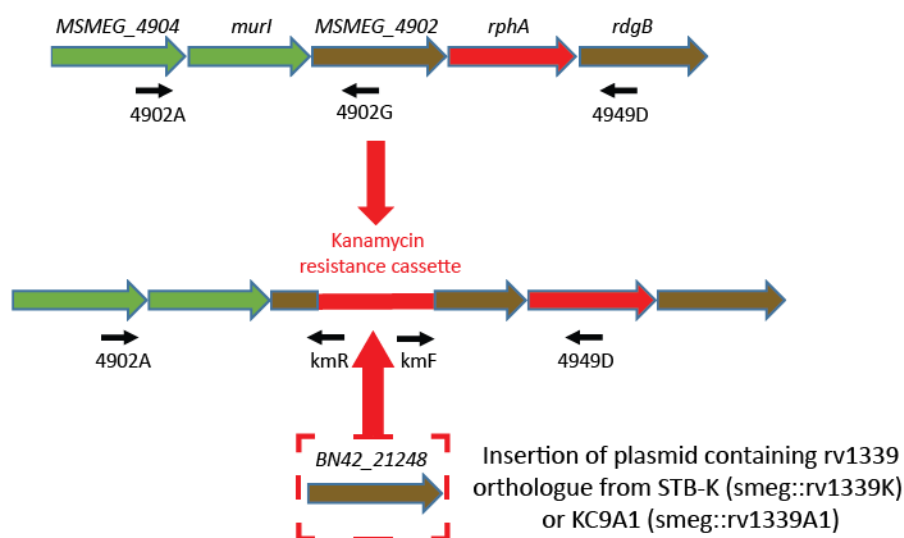 MSMEG_4904 murI MSMEG_4902 rphA rdgB
4902A 4902G 4949D
Kanamycin
resistance cassette
4902A kmR kmF 4949D
BN42_21248
Insertion of plasmid containing rv1339
orthologue from STB-K (smeg::rv1339K)
or KC9A1 (smeg::rv1339A1)